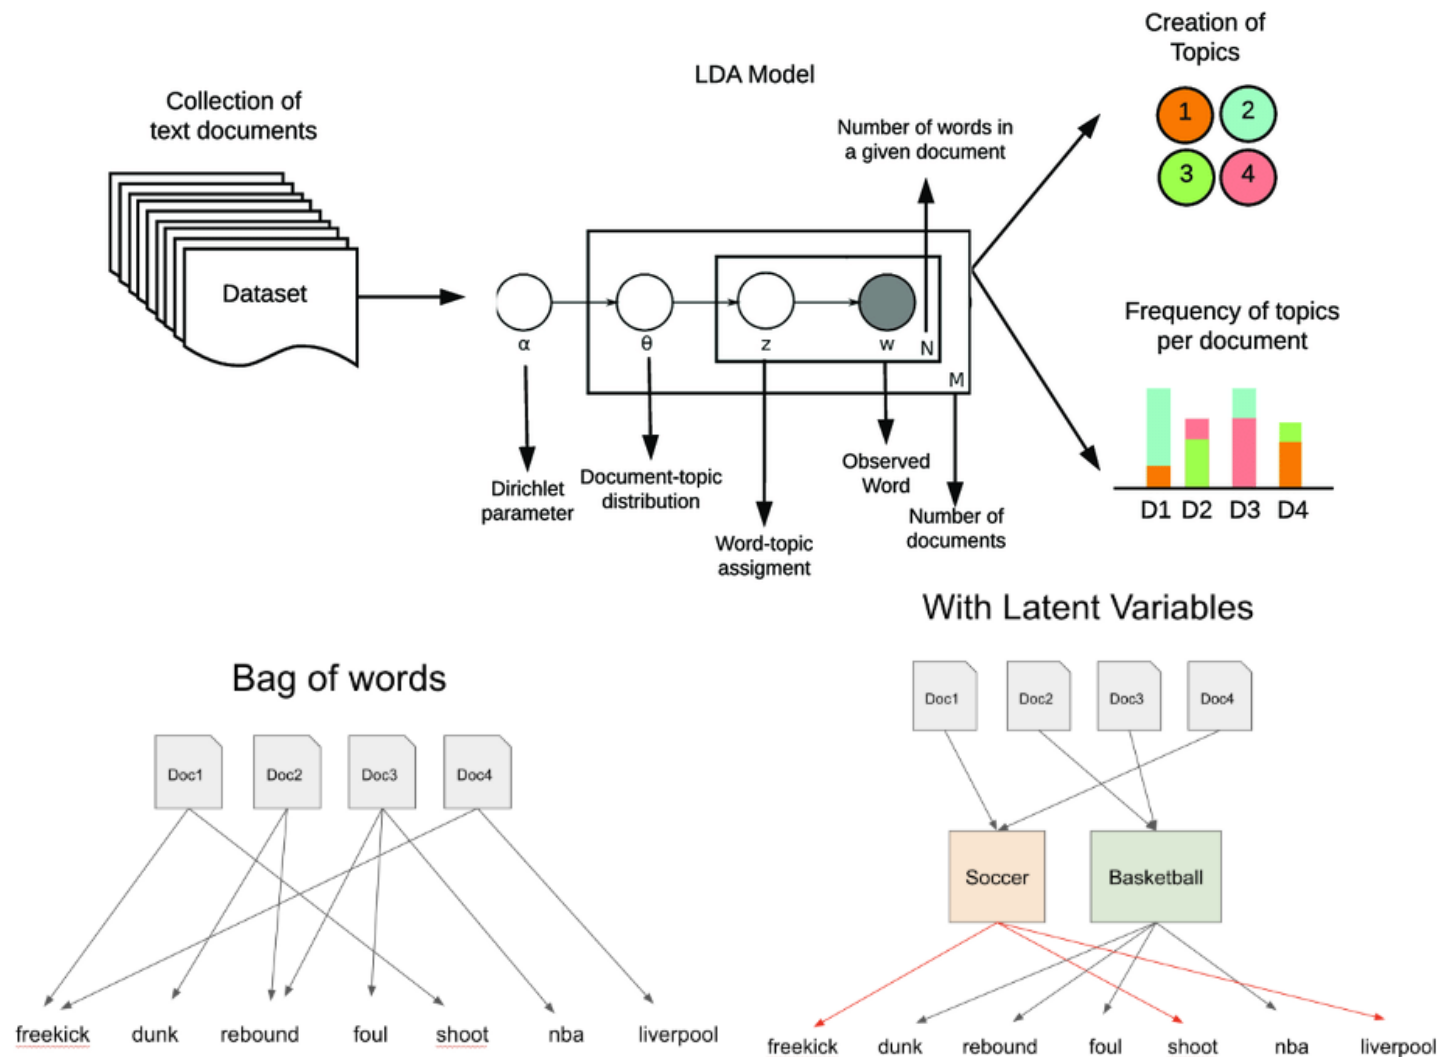 Creation of
Topics
LDA Model
Collection of
text documents
1
2
Number of words in
a given document
3
4
Dataset
Frequency of topics
per document
α
θ
z
w
N
M
Observed
Word
Document-topic
distribution
Dirichlet
parameter
D1 D2 D3 D4
Number of
documents
Word-topic
assigment
With Latent Variables
Bag of words
Doc1
Doc2
Doc3
Doc4
Doc1
Doc2
Doc3
Doc4
Soccer
Basketball
freekick dunk rebound foul shoot nba liverpool
freekick dunk rebound foul shoot nba liverpool